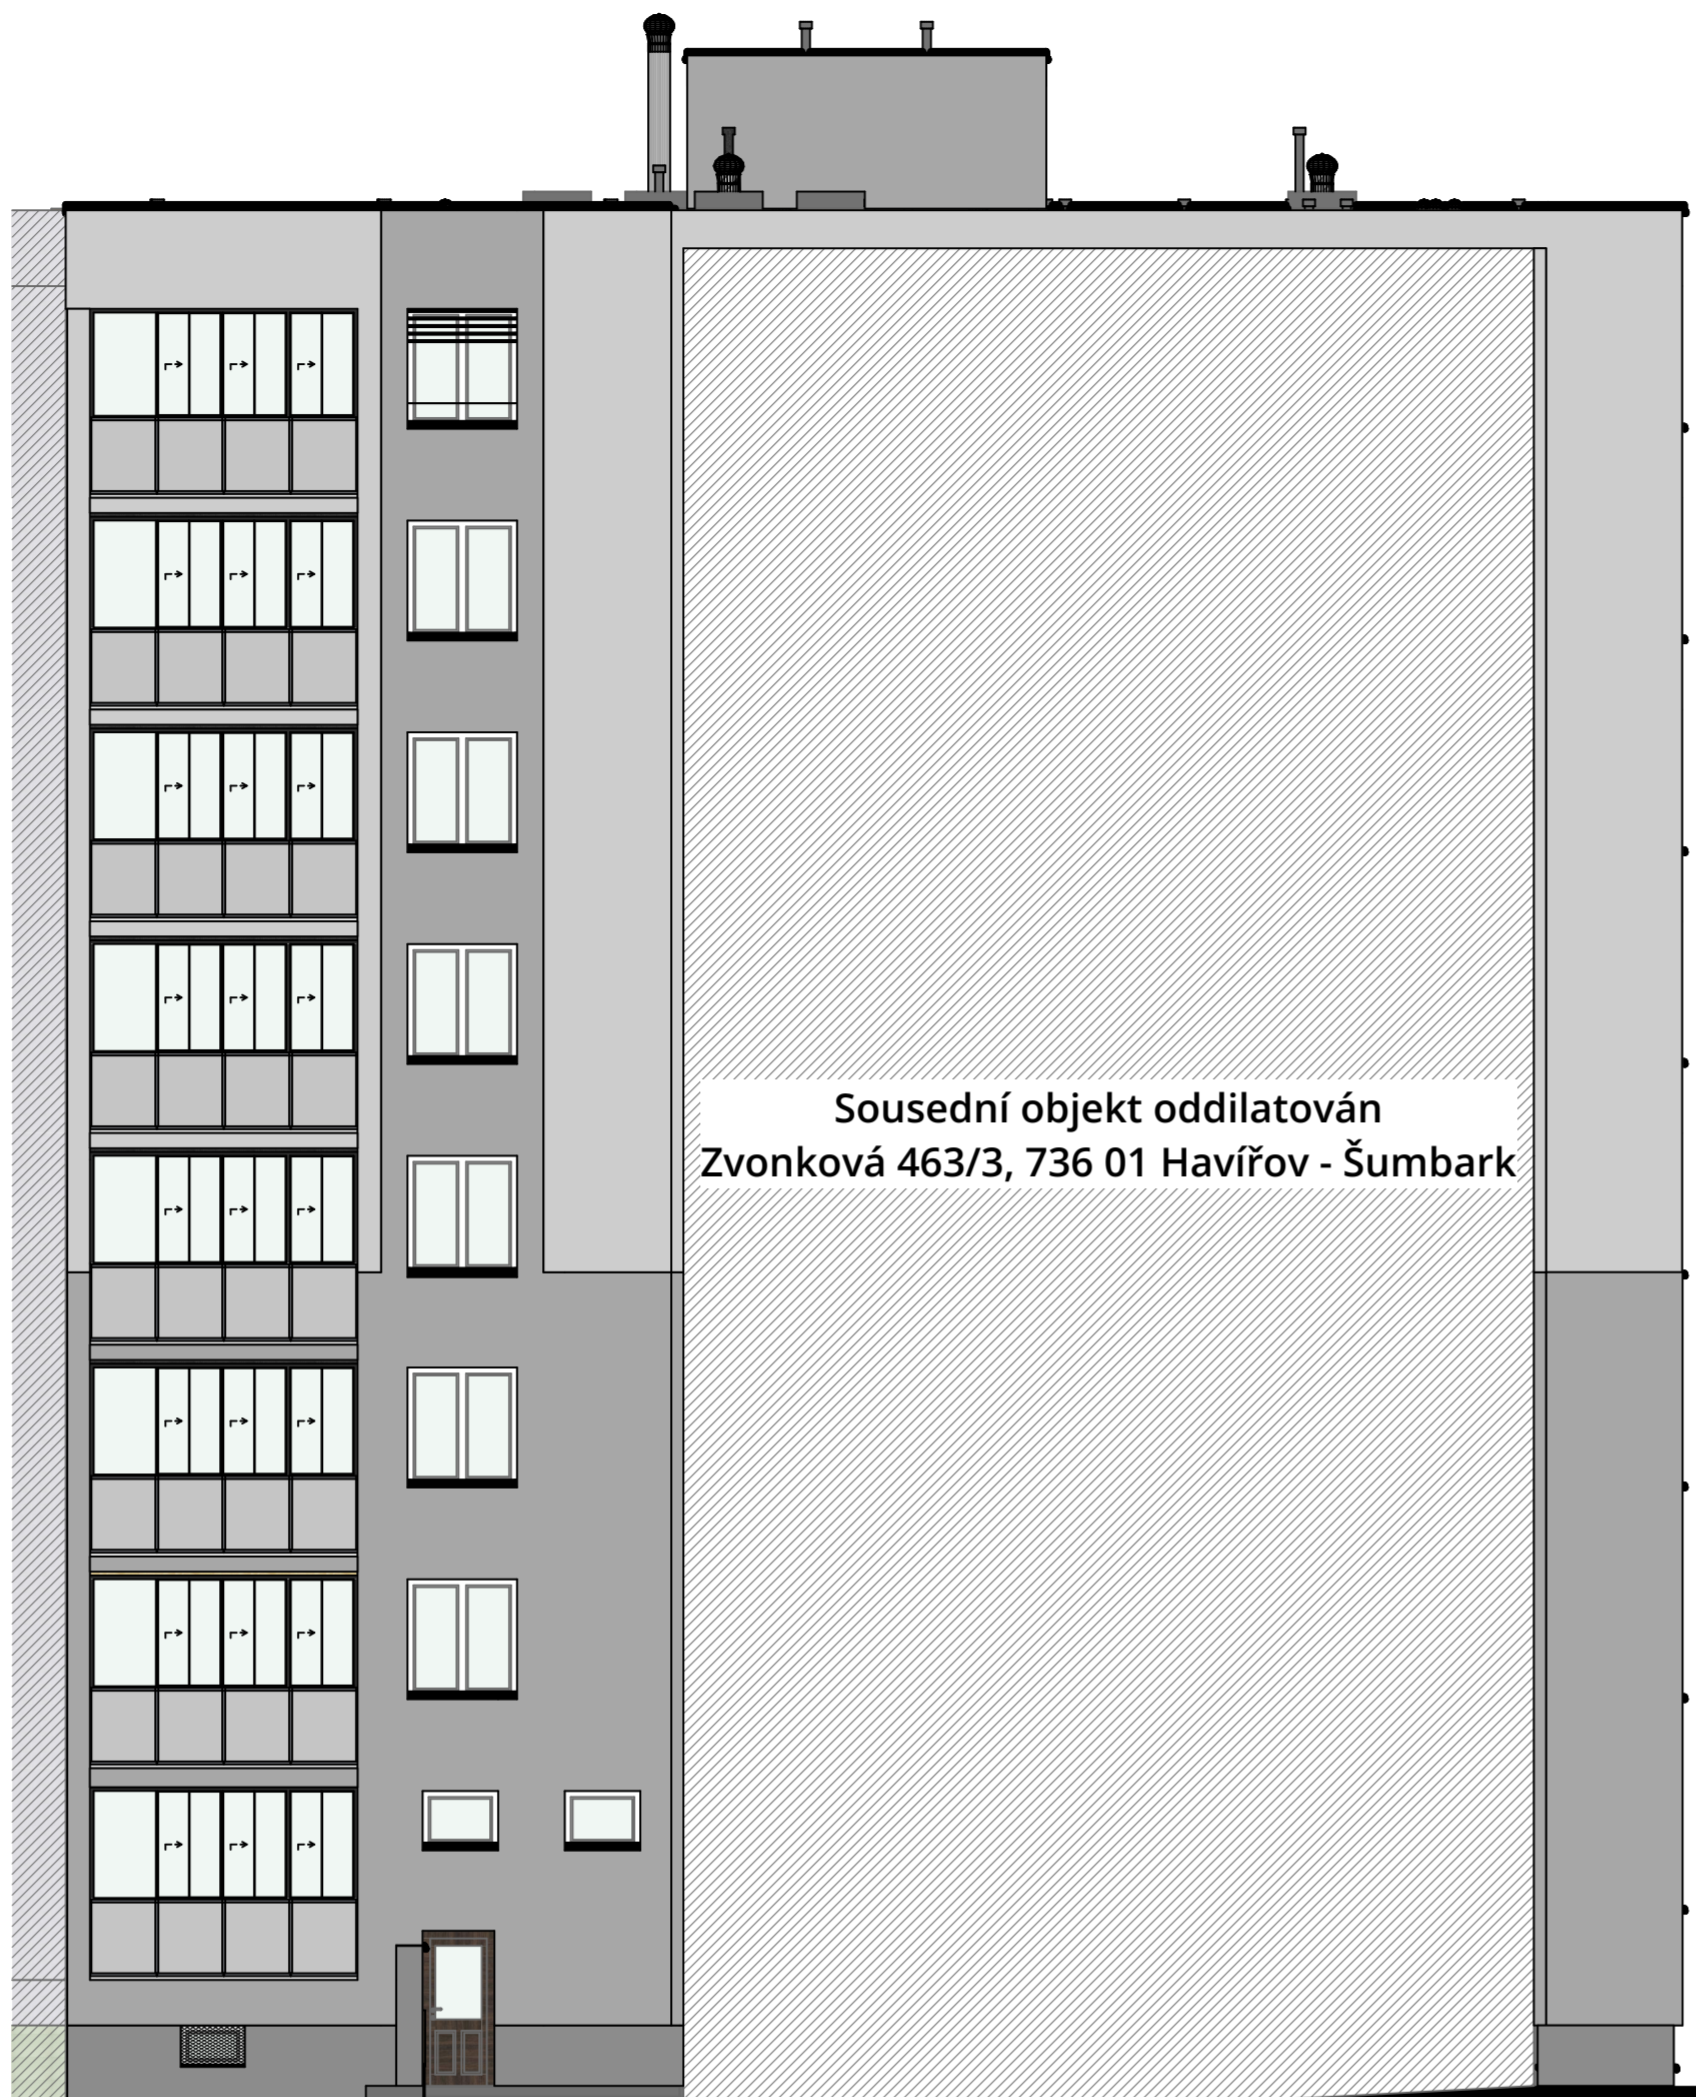 Sousední objekt oddilatován
Zvonková 463/3, 736 01 Havířov - Šumbark